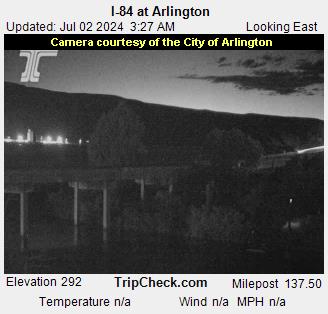 I-84 at Arlington
Updated: Jul 02 2024 3:27 AM Looking East
Camera courtesy of the City of Arlington
Elevation 292 TripCheck.com Milepost 137.50
Temperature n/a Wind n/a MPH n/a